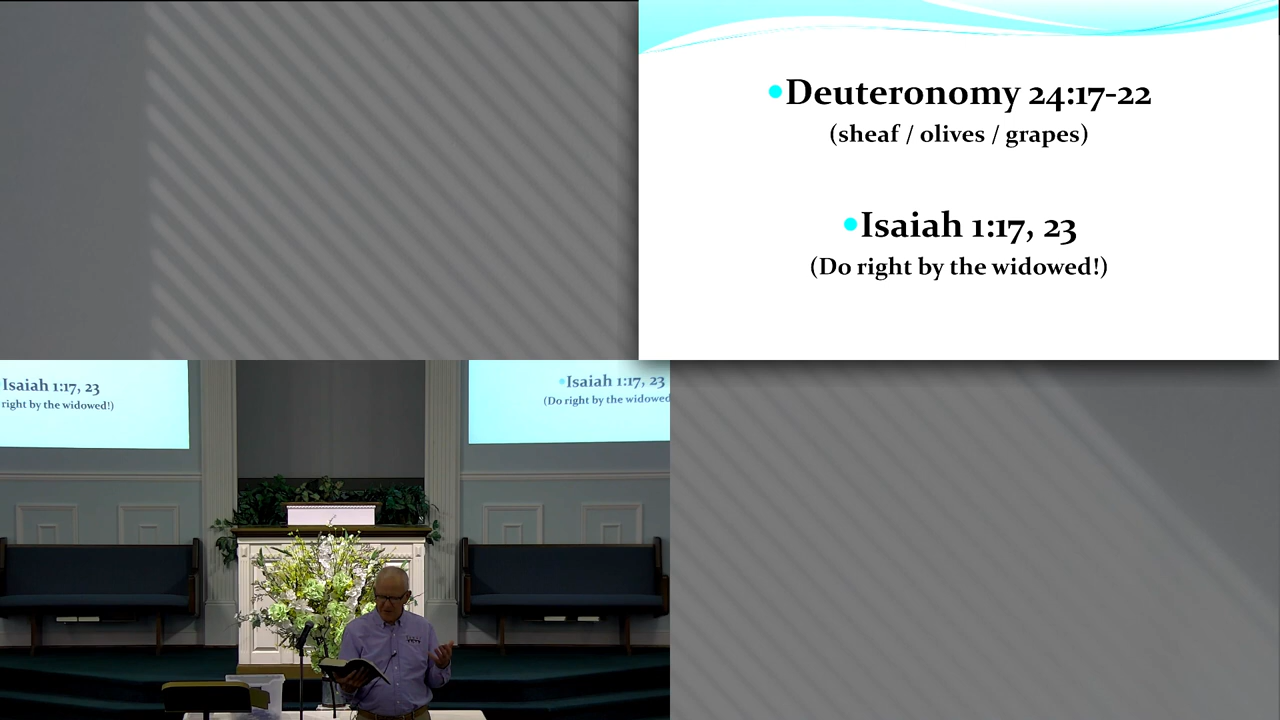 •Deuteronomy 24:17-22
(sheaf / olives / grapes)
•Isaiah 1:17, 23
(Do right by the widowed!)
Isaiah 1:17, 23
right by the widowed!)
•Isaiah 1:17, 23
(Do right by the widowed